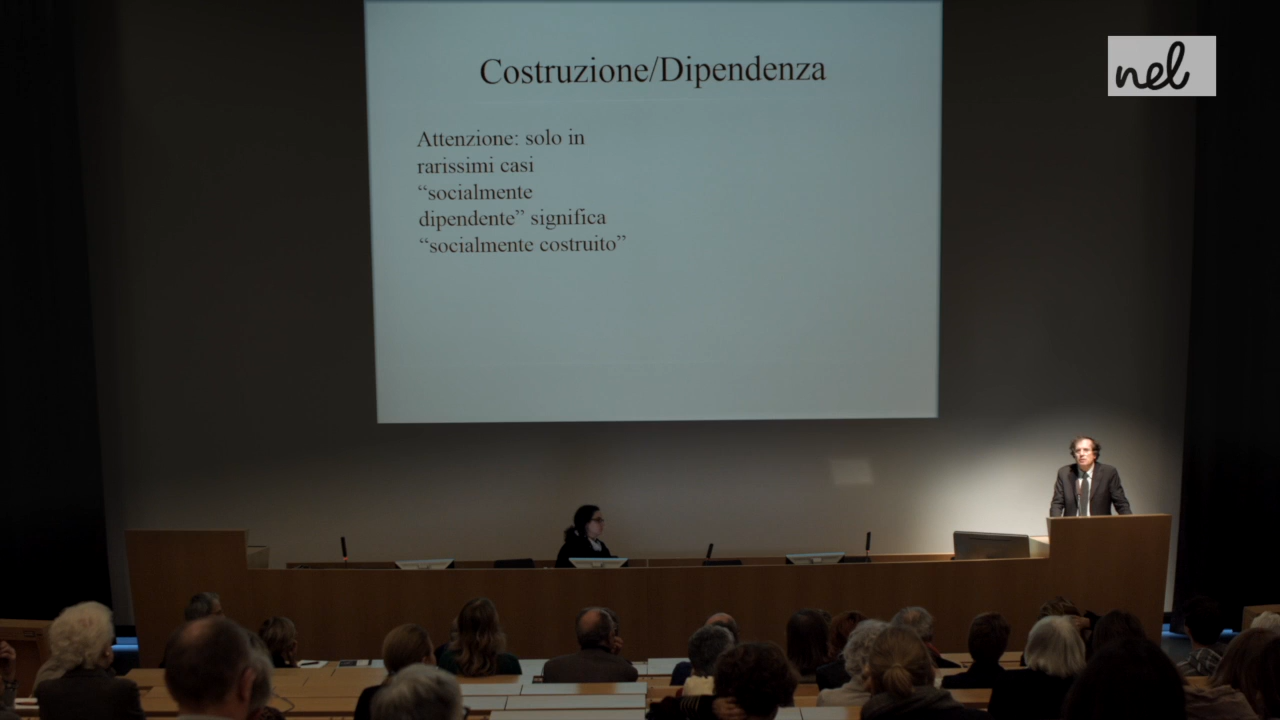 Costruzione/Dipendenza
Attenzione: solo in
rarissimi casi
“socialmente
dipendente” significa
“socialmente costruito”
nel